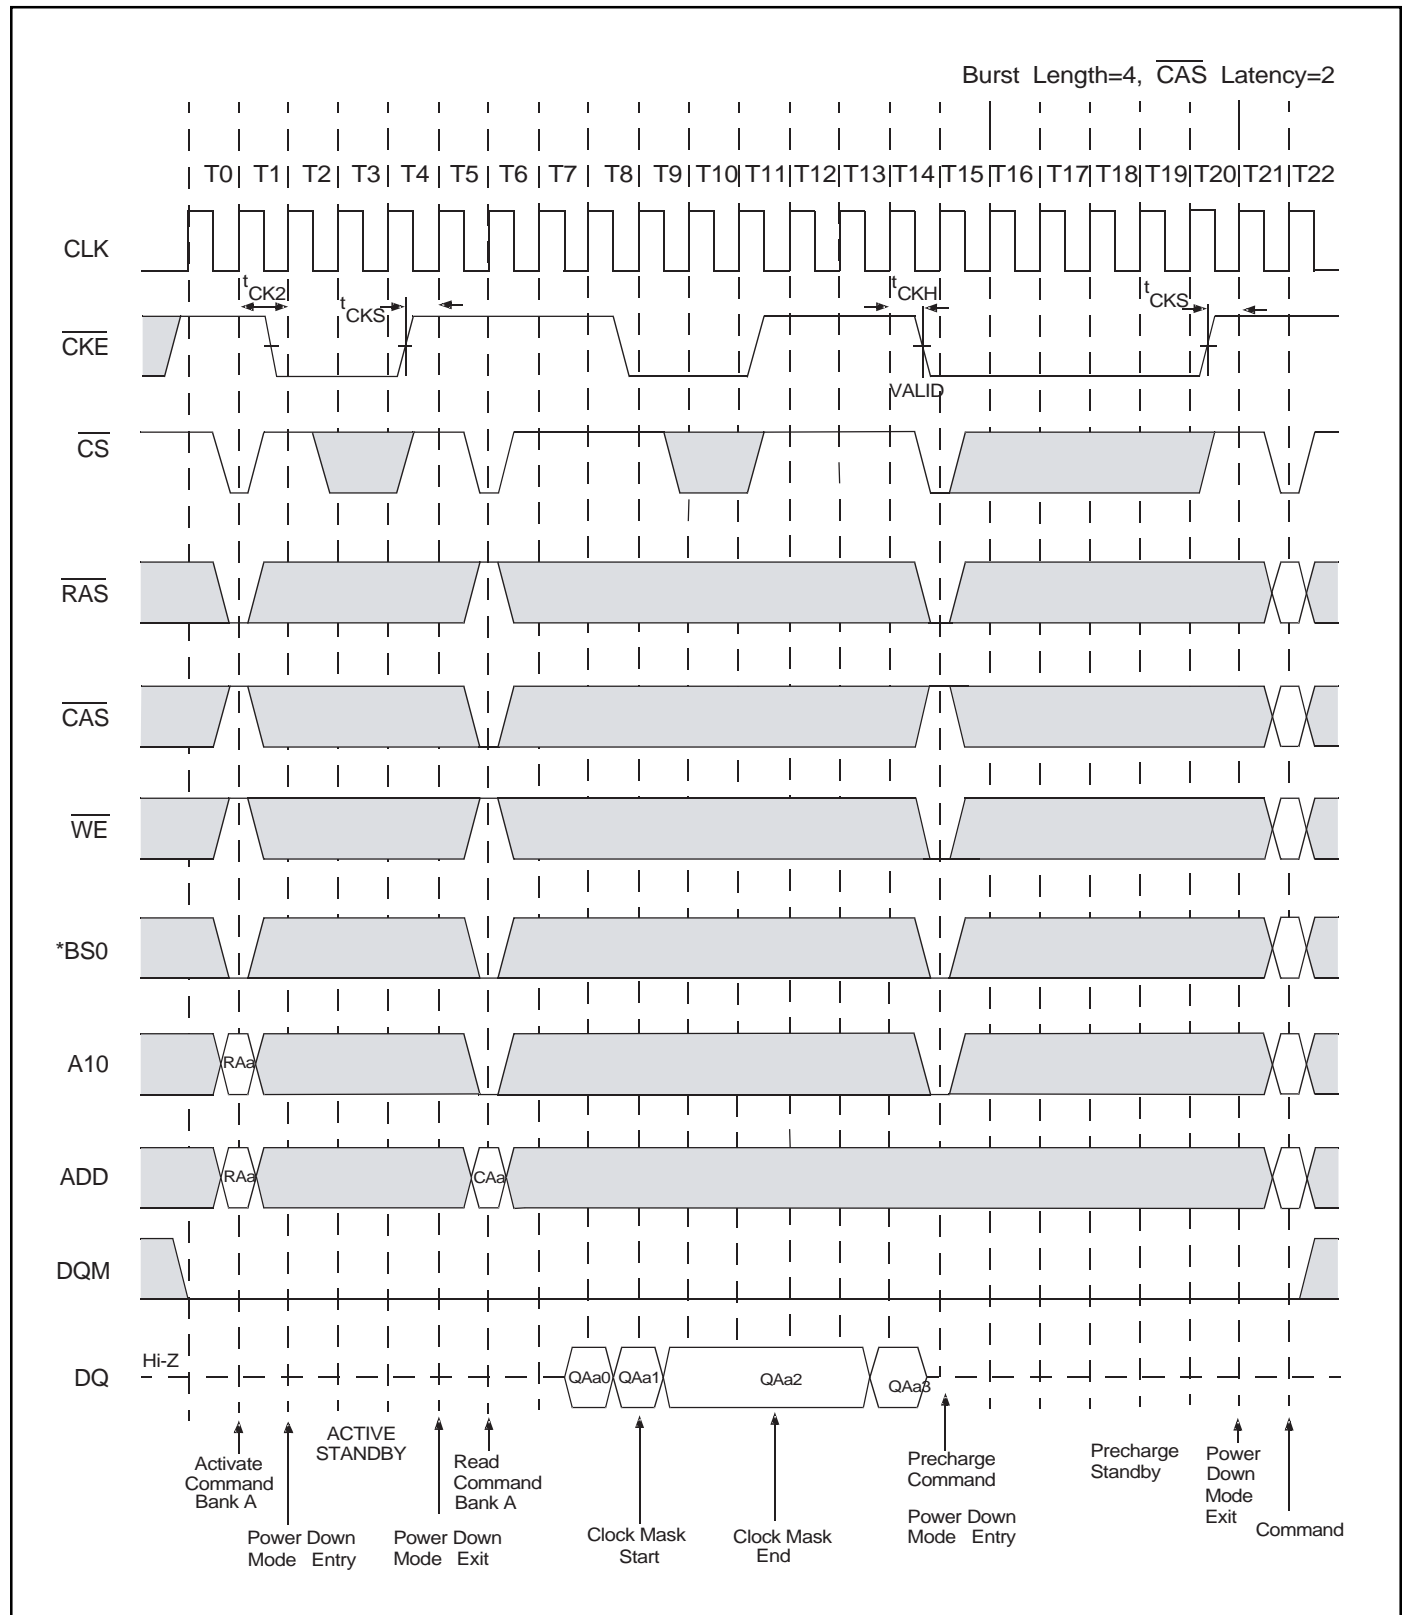 Burst Length=4, CAS Latency=2
T0 T1 T2 T3 T4 T5 T6 T7 T8 T9 T10 T11 T12 T13 T14 T15 T16 T17 T18 T19 T20 T21 T22
CLK
tCK2
tCKS
tCKH
tCKS
CKE
VALID
CS
RAS
CAS
WE
*BS0
A10
RAa
ADD
RAa
CAa
DQM
Hi-Z
DQ
QAa0
QAa1
QAa2
QAa3
Activate
Command
Bank A
Power Down
Mode Entry
ACTIVE
STANDBY
Power Down
Mode Exit
Read
Command
Bank A
Clock Mask
Start
Clock Mask
End
Precharge
Command
Power Down
Mode Entry
Precharge
Standby
Power
Down
Mode
Exit
Command